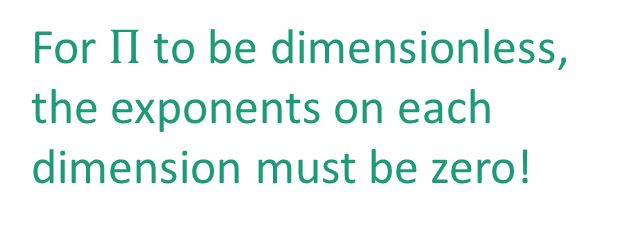 For Π to be dimensionless,
the exponents on each
dimension must be zero!